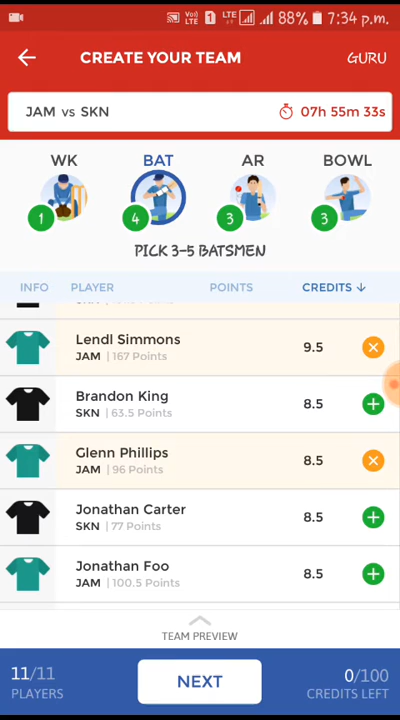 Vo))
LTE
1
LTE
88%
7:34 p.m.
CREATE YOUR TEAM
GURU
JAM vs SKN
07h 55m 33s
WK
BAT
AR
BOWL
1
4
3
3
PICK 3-5 BATSMEN
INFO
PLAYER
POINTS
CREDITS ↓
Lendl Simmons
JAM | 167 Points
9.5
Brandon King
SKN | 63.5 Points
8.5
Glenn Phillips
JAM | 96 Points
8.5
Jonathan Carter
SKN | 77 Points
8.5
Jonathan Foo
JAM | 100.5 Points
8.5
TEAM PREVIEW
11/11
PLAYERS
NEXT
0/100
CREDITS LEFT